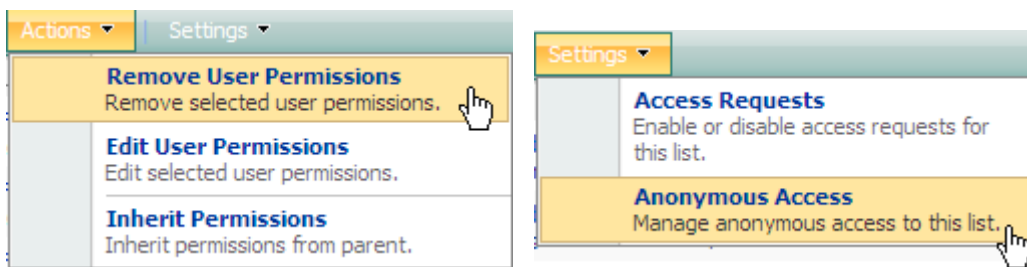 Actions Settings
Remove User Permissions
Remove selected user permissions.
Edit User Permissions
Edit selected user permissions.
Inherit Permissions
Inherit permissions from parent.
Settings
Access Requests
Enable or disable access requests for
this list.
Anonymous Access
Manage anonymous access to this list.